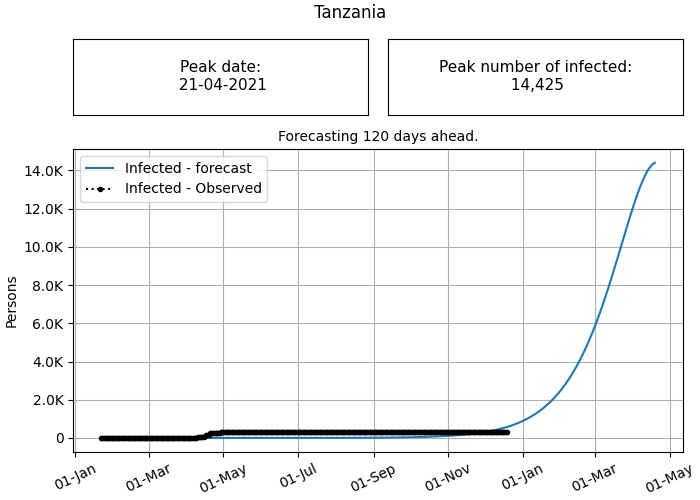 Tanzania
Peak date:
21-04-2021
Peak number of infected:
14,425
Forecasting 120 days ahead.
Infected - forecast
Infected - Observed
14.0K
12.0K
10.0K
8.0K
6.0K
4.0K
2.0K
0
Persons
01-Jan
01-Mar
01-May
01-Jul
01-Sep
01-Nov
01-Jan
01-Mar
01-May